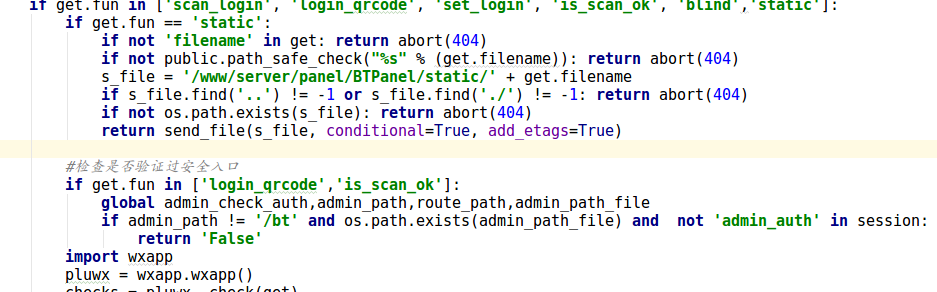 if get.fun in ['scan_login', 'login_qrcode', 'set_login', 'is_scan_ok', 'blind','static']:
if get.fun == 'static':
if not 'filename' in get: return abort(404)
if not public.path_safe_check("%s" % (get.filename)): return abort(404)
s_file = '/www/server/panel/BTPanel/static/' + get.filename
if s_file.find('..') != -1 or s_file.find('./') != -1: return abort(404)
if not os.path.exists(s_file): return abort(404)
return send_file(s_file, conditional=True, add_etags=True)
#检查是否验证过安全入口
if get.fun in ['login_qrcode','is_scan_ok']:
global admin_check_auth,admin_path,route_path,admin_path_file
if admin_path != '/bt' and os.path.exists(admin_path_file) and  not 'admin_auth' in session:
return 'False'
import wxapp
pluwx = wxapp.wxapp()
checks = pluwx._check(get)